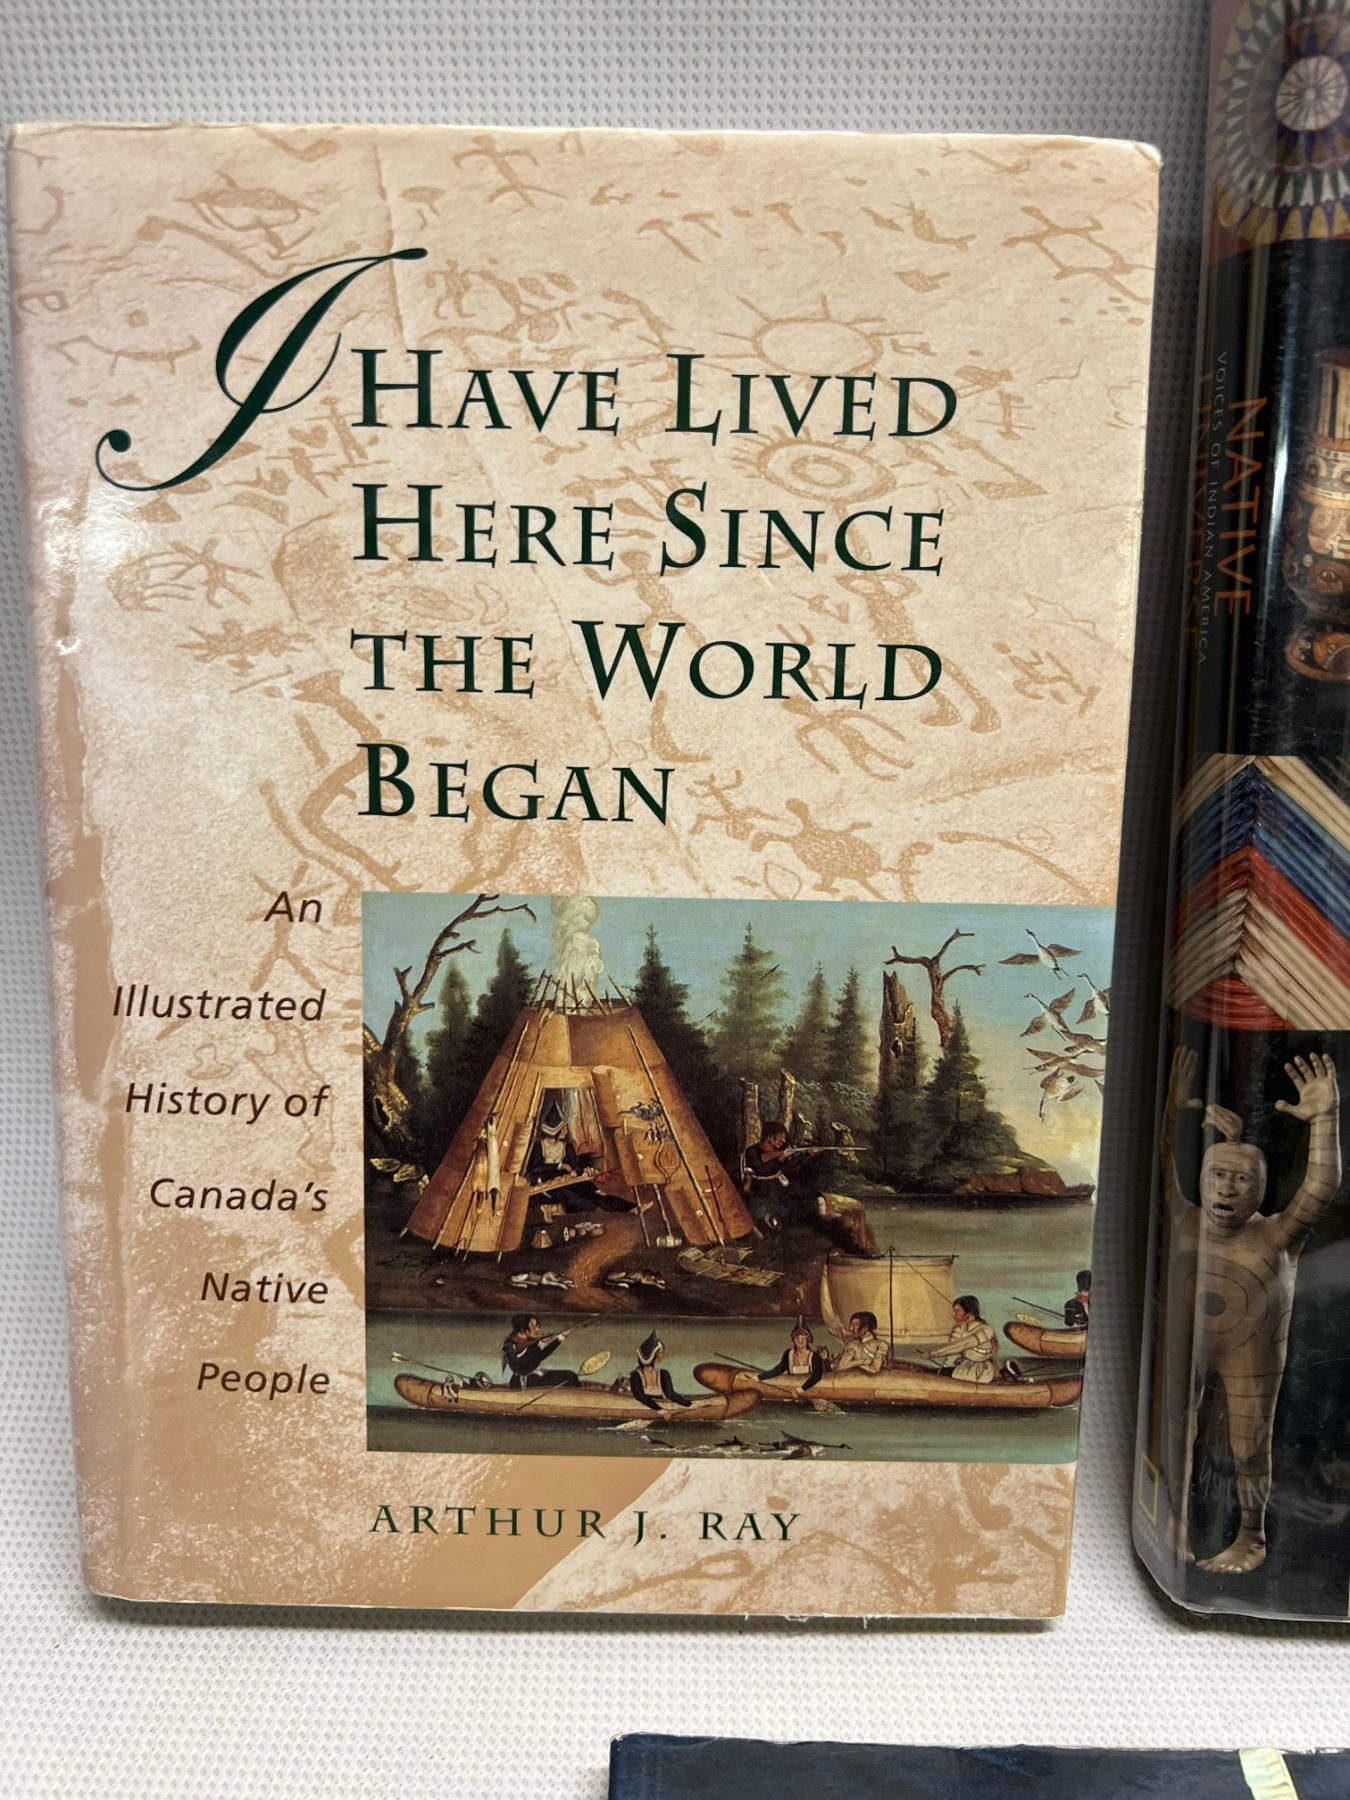 I HAVE LIVED
HERE SINCE
THE WORLD
BEGAN
An
Illustrated
History of
Canada's
Native
People
ARTHUR J. RAY
NATIVE
UNIVERSE
VOICES OF INDIAN AMERICA